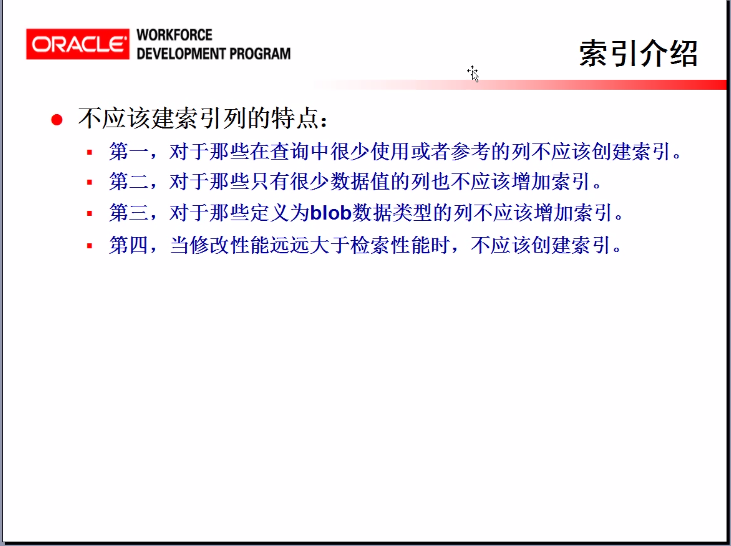 ORACLE
WORKFORCE
DEVELOPMENT PROGRAM
索引介绍
不应该建索引列的特点：
第一，对于那些在查询中很少使用或者参考的列不应该创建索引。
第二，对于那些只有很少数据值的列也不应该增加索引。
第三，对于那些定义为blob数据类型的列不应该增加索引。
第四，当修改性能远远大于检索性能时，不应该创建索引。